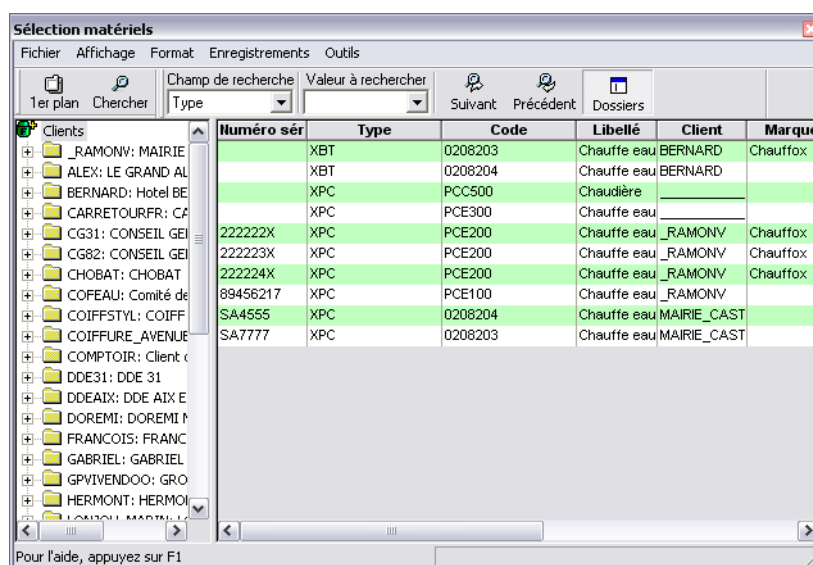 Sélection matériels
Fichier Affichage Format Enregistrements Outils
1er plan Chercher Champ de recherche Type Valeur à rechercher Suivant Précédent Dossiers
Clients
_RAMONV: MAIRIE
ALEX: LE GRAND AL
BERNARD: Hotel BE
CARRETOURFR: CA
CG31: CONSEIL GEI
CG82: CONSEIL GEI
CHOBAT: CHOBAT
COFEAU: Comité de
COIFFSTYL: COIFF
COIFFURE_AVENUE
COMPTOIR: Client c
DDE31: DDE 31
DDEAIX: DDE AIX E
DOREMI: DOREMI M
FRANCOIS: FRANC
GABRIEL: GABRIEL
GPVIVENDOO: GRO
HERMONT: HERMOI
Numéro sér Type Code Libellé Client Marque
XBT 0208203 Chauffe eau BERNARD Chauffox
XBT 0208204 Chauffe eau BERNARD
XPC PCC500 Chaudière
XPC PCE300 Chauffe eau
222222X XPC PCE200 Chauffe eau _RAMONV Chauffox
222223X XPC PCE200 Chauffe eau _RAMONV Chauffox
222224X XPC PCE200 Chauffe eau _RAMONV Chauffox
89456217 XPC PCE100 Chauffe eau _RAMONV
SA4555 XPC 0208204 Chauffe eau MAIRIE_CAST
SA7777 XPC 0208203 Chauffe eau MAIRIE_CAST
Pour l'aide, appuyez sur F1